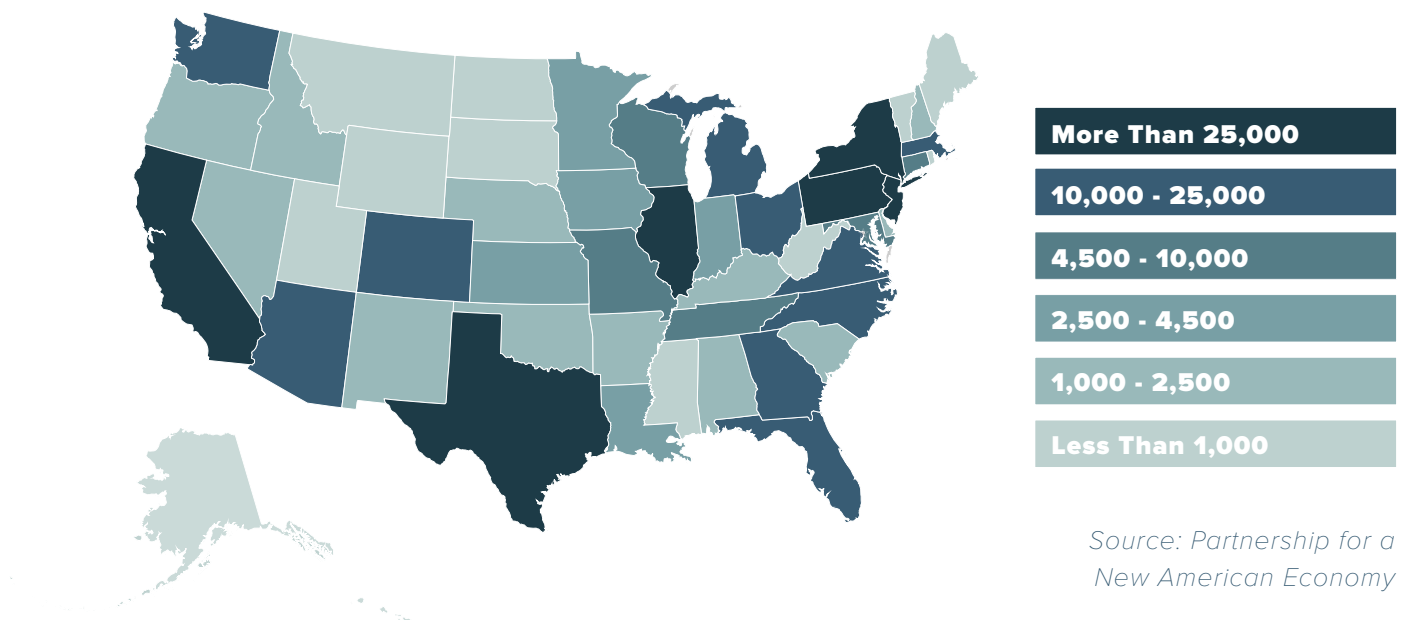 More Than 25,000
10,000 - 25,000
4,500 - 10,000
2,500 - 4,500
1,000 - 2,500
Less Than 1,000
Source: Partnership for a
New American Economy